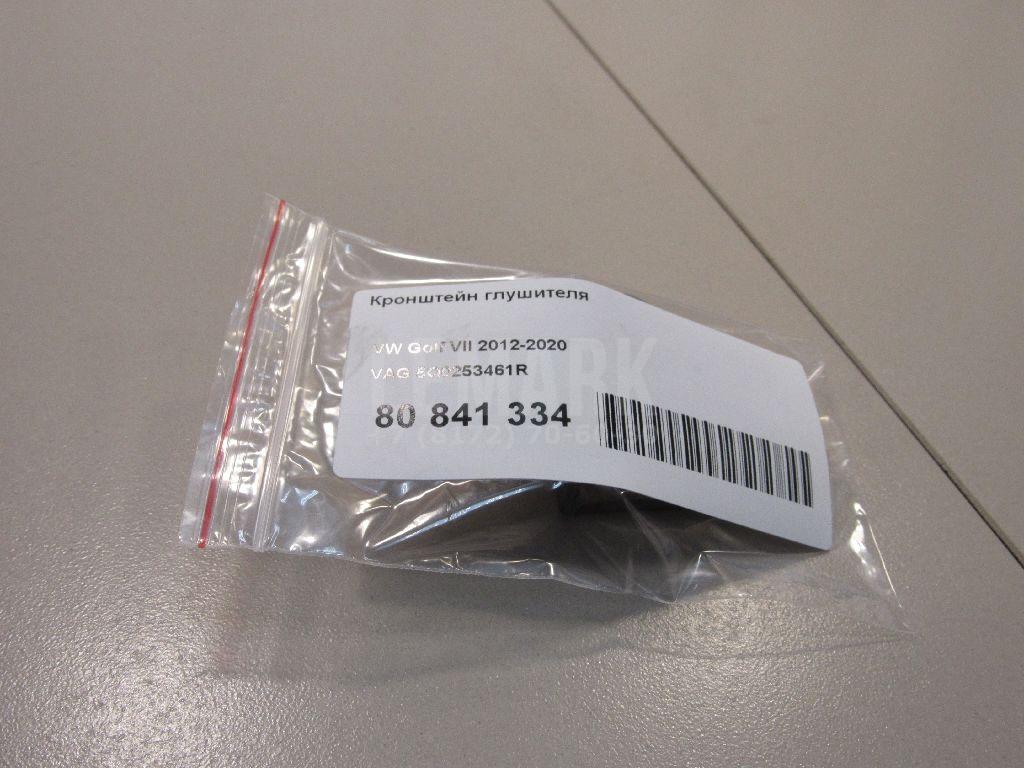 Кронштейн глушителя
VW Golf VII 2012-2020
VAG 5Q0253461R
80 841 334